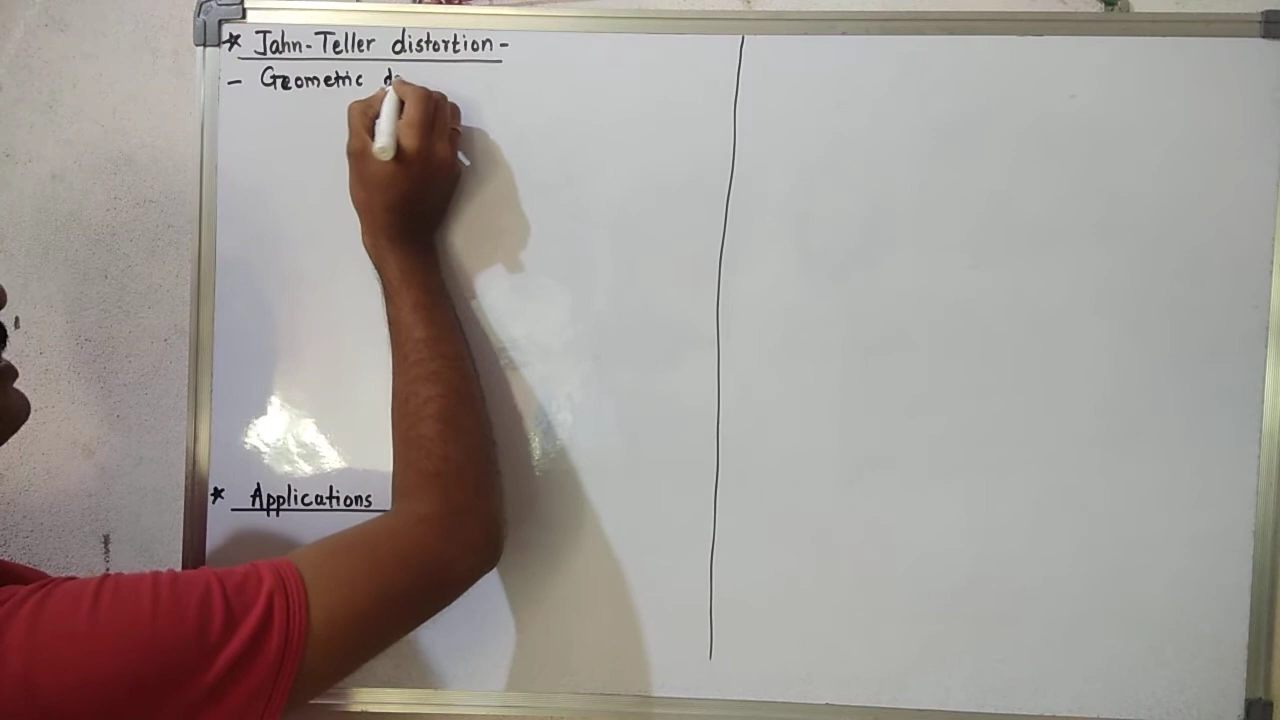 * Jahn-Teller distortion -
- Geometric
* Applications